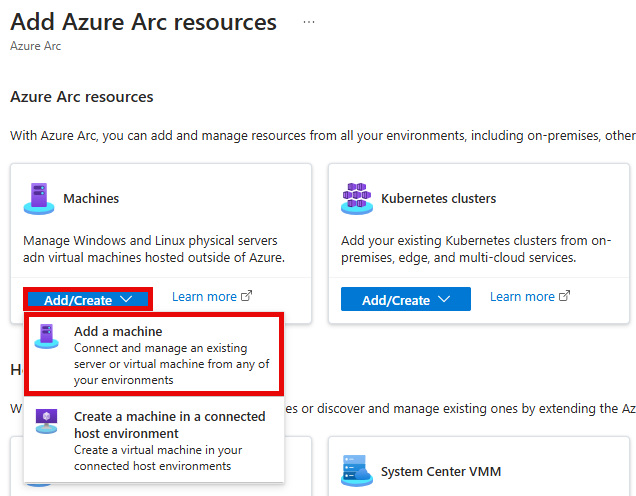 Add Azure Arc resources ...
Azure Arc
Azure Arc resources
With Azure Arc, you can add and manage resources from all your environments, including on-premises, other
Machines
Manage Windows and Linux physical servers
adn virtual machines hosted outside of Azure.
Add/Create
Learn more
Kubernetes clusters
Add your existing Kubernetes clusters from on-
premises, edge, and multi-cloud services.
Add/Create
Learn more
Add a machine
Connect and manage an existing
server or virtual machine from any of
your environments
Create a machine in a connected
host environment
Create a virtual machine in your
connected host environments
es or discover and manage existing ones by extending the Az
System Center VMM